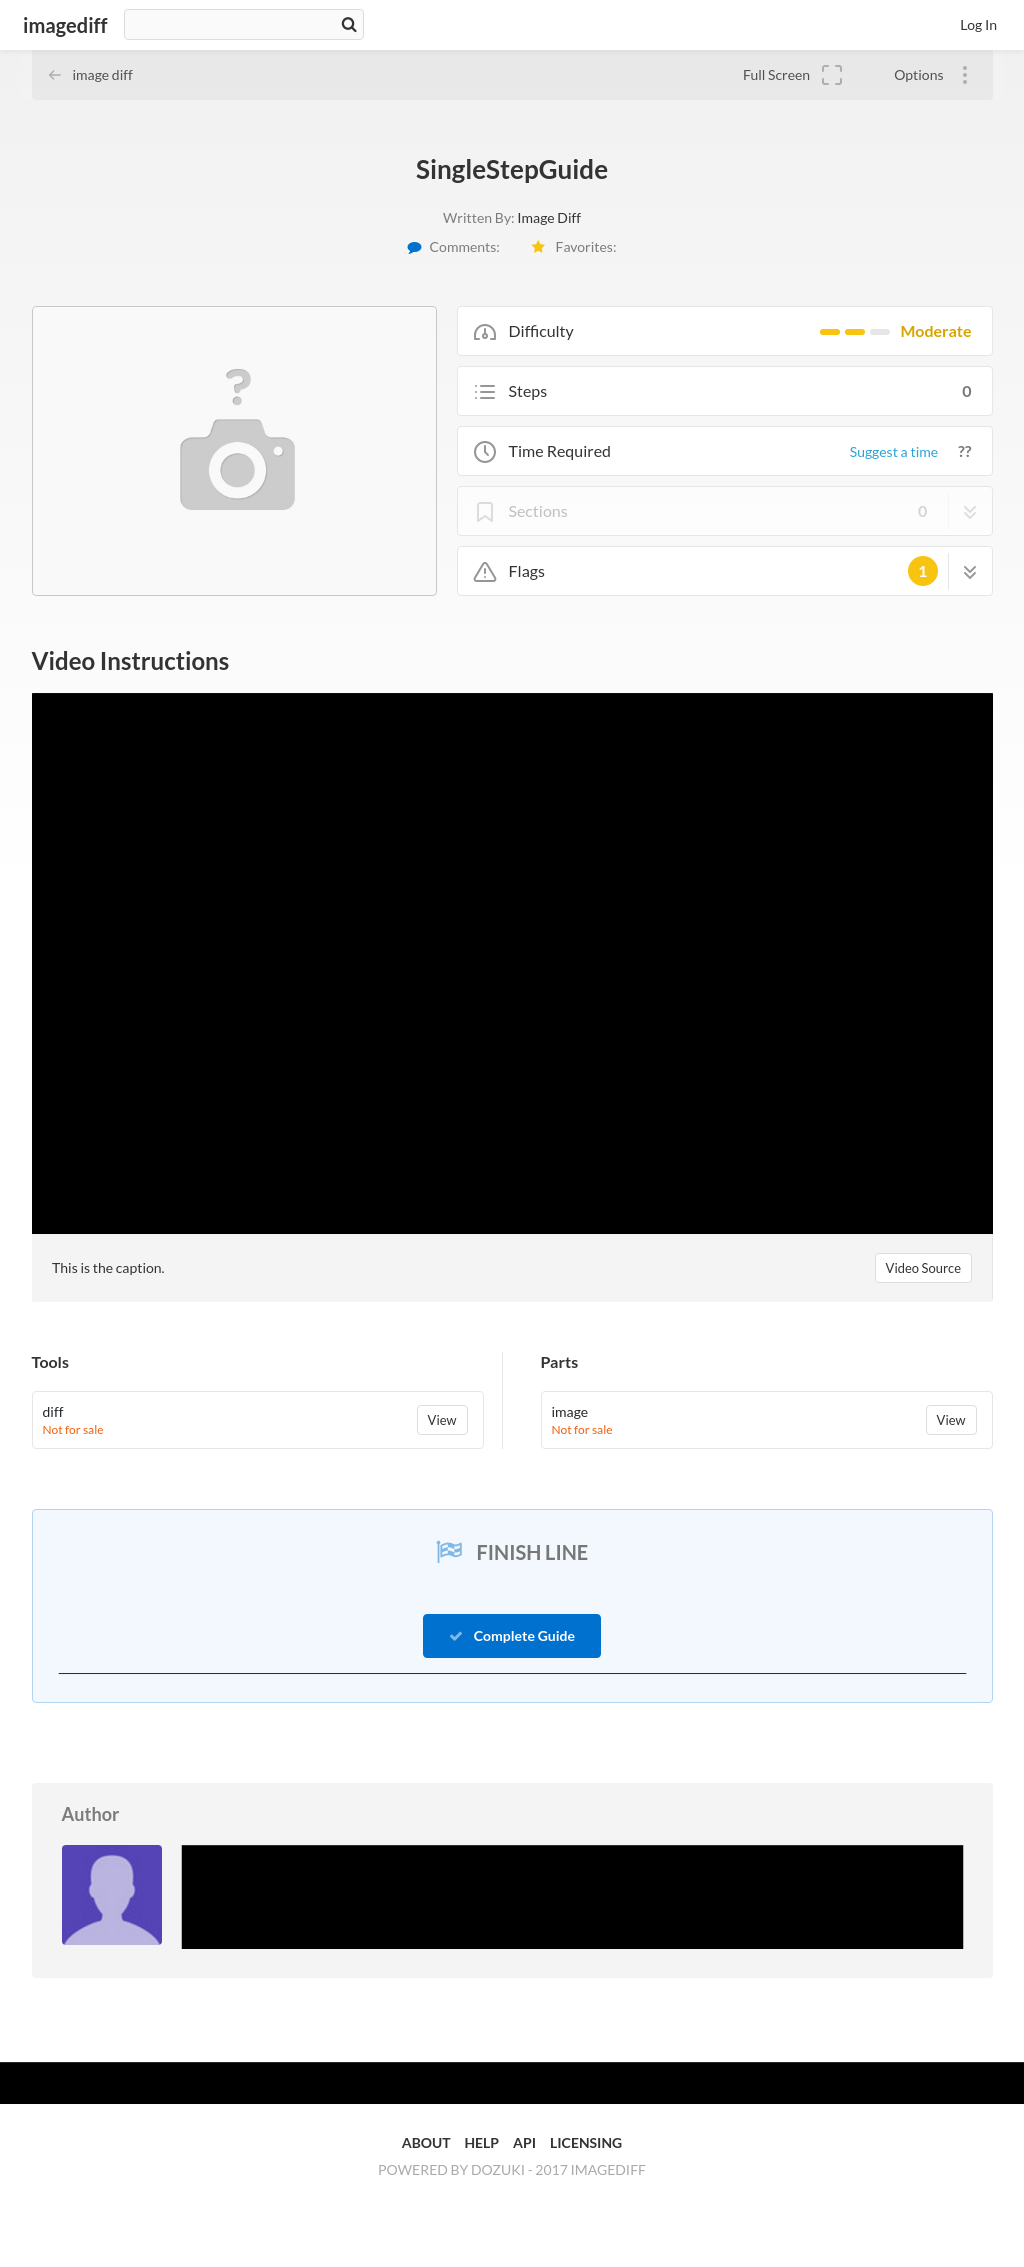 imagediff
Log In
image diff
Full Screen
Options
SingleStepGuide
Written By: Image Diff
Comments:
Favorites:
?
Difficulty
Moderate
Steps
0
Time Required
Suggest a time
??
Sections
0
Flags
1
Video Instructions
This is the caption.
Video Source
Tools
diff
Not for sale
View
Parts
image
Not for sale
View
FINISH LINE
Complete Guide
Author
ABOUT HELP API LICENSING
POWERED BY DOZUKI - 2017 IMAGEDIFF